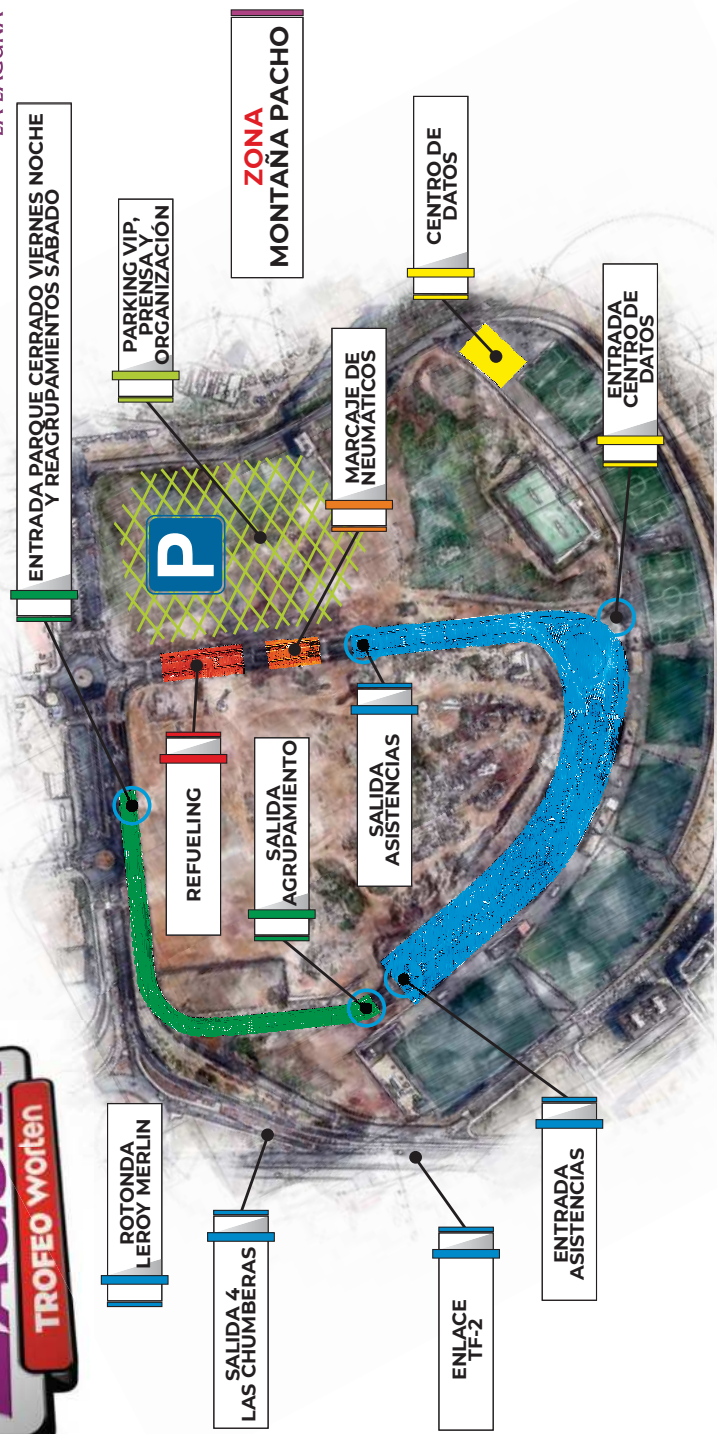 TROFEO worten
LA LAGUNA
ENTRADA PARQUE CERRADO VIERNES NOCHE
Y REAGRUPAMIENTOS SÁBADO
ROTONDA
LEROY MERLIN
PARKING VIP,
PRENSA Y
ORGANIZACIÓN
P
ZONA
MONTAÑA PACHO
REFUELING
SALIDA 4
LAS CHUMBERAS
SALIDA
AGRUPAMIENTO
MARCAJE DE
NEUMÁTICOS
SALIDA
ASISTENCIAS
CENTRO DE
DATOS
ENLACE
TF-2
ENTRADA
ASISTENCIAS
ENTRADA
CENTRO DE
DATOS